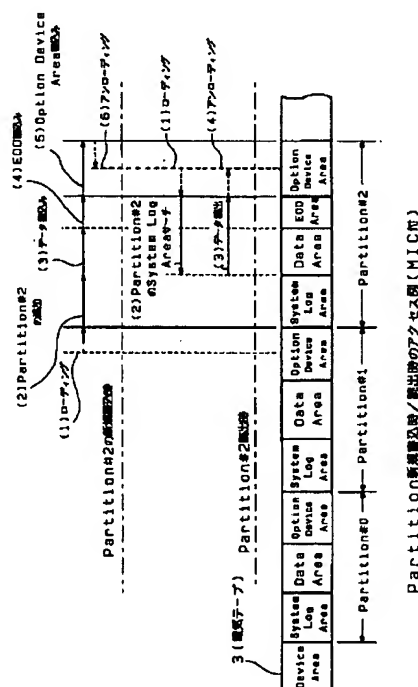 (5)Option Device
Area書込み
(4)EOD書込み
(3)データ書込み
(2)Partition#2
の追加
(1)ローディング
(6)アンローディング
Partition#2の新規書込時
(1)ローディング
(2)Partition#2
のSystem Log
Areaサーチ
(3)データ読出
(4)アンローディング
Partition#2読出時
3(磁気テープ)
Device
Area
System
Log
Area
Data
Area
Option
Device
Area
System
Log
Area
Data
Area
Option
Device
Area
System
Log
Area
Data
Area
EOD
Area
Option
Device
Area
Partition#0
Partition#1
Partition#2
Partition新規書込時/読出時のアクセス例(MIC付)